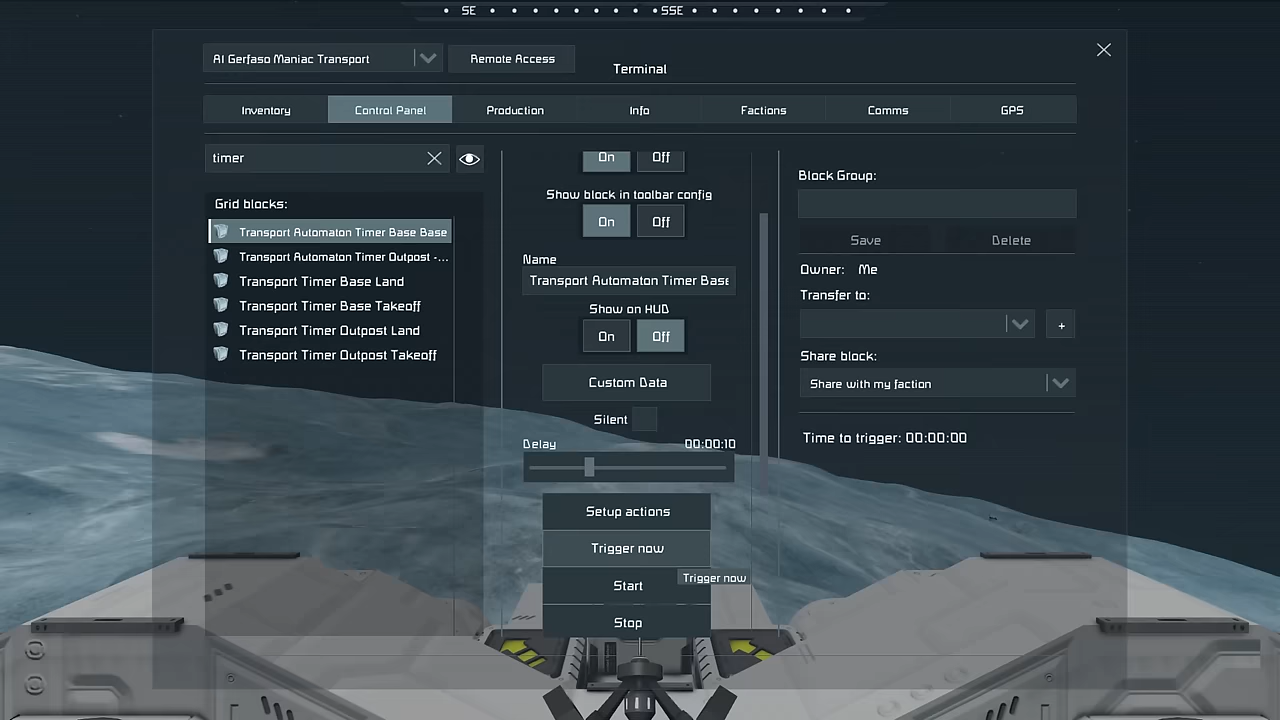 SE SSE
AI Gerfaso Maniac Transport
Remote Access
Terminal
Inventory
Control Panel
Production
Info
Factions
Comms
GPS
timer
Grid blocks:
Transport Automaton Timer Base Base
Transport Automaton Timer Outpost -...
Transport Timer Base Land
Transport Timer Base Takeoff
Transport Timer Outpost Land
Transport Timer Outpost Takeoff
On Off
Show block in toolbar config
On Off
Name
Transport Automaton Timer Base
Show on HUD
On Off
Custom Data
Silent
Delay 00:00:10
Setup actions
Trigger now
Start
Trigger now
Stop
Block Group:
Save Delete
Owner: Me
Transfer to:
+
Share block:
Share with my faction
Time to trigger: 00:00:00